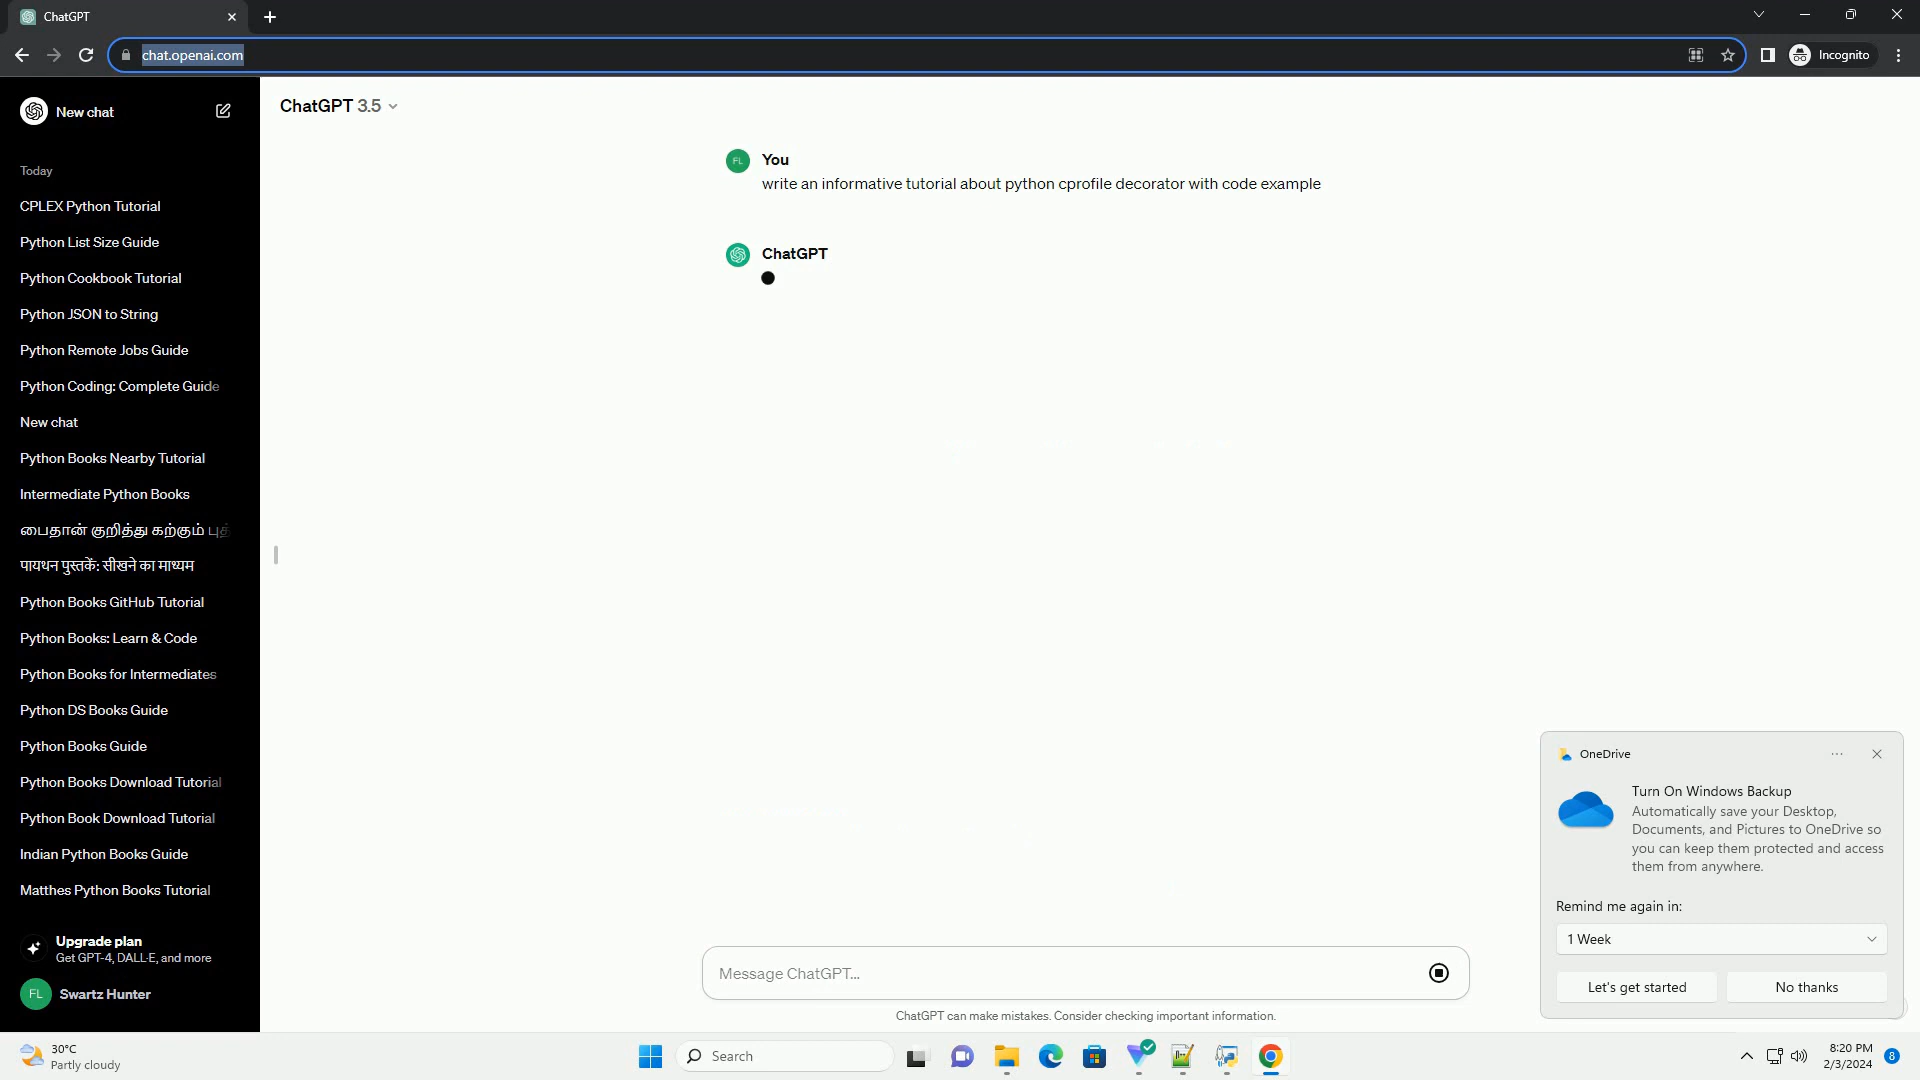 ChatGPT
chat.openai.com
Incognito
New chat
Today
CPLEX Python Tutorial
Python List Size Guide
Python Cookbook Tutorial
Python JSON to String
Python Remote Jobs Guide
Python Coding: Complete Guide
New chat
Python Books Nearby Tutorial
Intermediate Python Books
பைதான் குறித்து கற்கும் புத்
पायथन पुस्तकें: सीखने का माध्यम
Python Books GitHub Tutorial
Python Books: Learn & Code
Python Books for Intermediates
Python DS Books Guide
Python Books Guide
Python Books Download Tutorial
Python Book Download Tutorial
Indian Python Books Guide
Matthes Python Books Tutorial
Upgrade plan
Get GPT-4, DALL·E, and more
FL Swartz Hunter
ChatGPT 3.5
FL You
write an informative tutorial about python cprofile decorator with code example
ChatGPT
Message ChatGPT...
ChatGPT can make mistakes. Consider checking important information.
OneDrive
Turn On Windows Backup
Automatically save your Desktop,
Documents, and Pictures to OneDrive so
you can keep them protected and access
them from anywhere.
Remind me again in:
1 Week
Let's get started
No thanks
30°C
Partly cloudy
Search
8:20 PM
2/3/2024
8